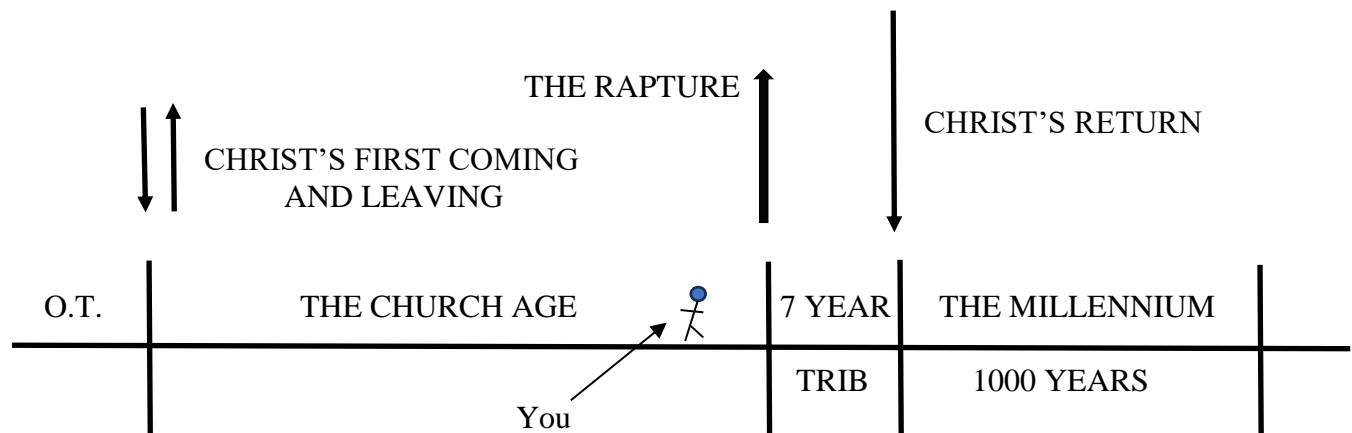 THE RAPTURE
CHRIST’S RETURN
CHRIST’S FIRST COMING
AND LEAVING
O.T.
THE CHURCH AGE
7 YEAR
THE MILLENNIUM
TRIB
1000 YEARS
You